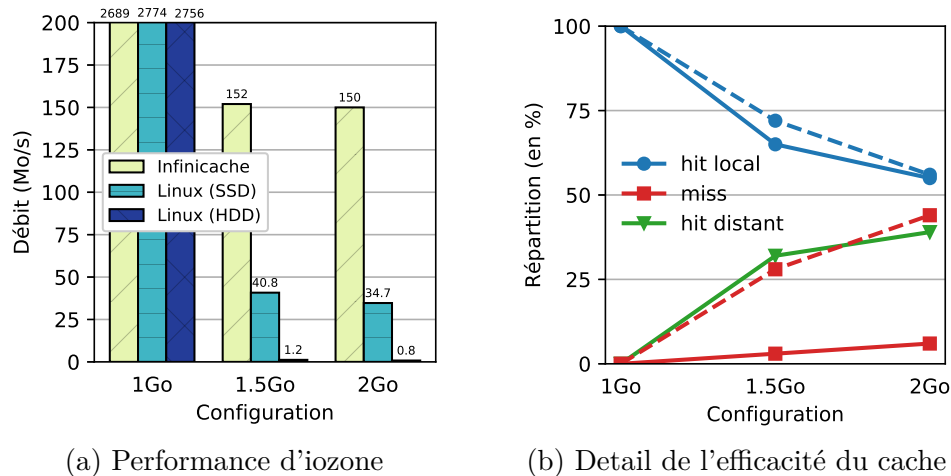 2689 2774 2756
200
175
150
125
100
75
50
25
0
Débit (Mo/s)
152
150
40.8
1.2
34.7
0.8
Infinicache
Linux (SSD)
Linux (HDD)
1Go 1.5Go 2Go
Configuration
(a) Performance d'iozone
100
75
50
25
0
Répartition (en %)
hit local
miss
hit distant
1Go 1.5Go 2Go
Configuration
(b) Detail de l'efficacité du cache